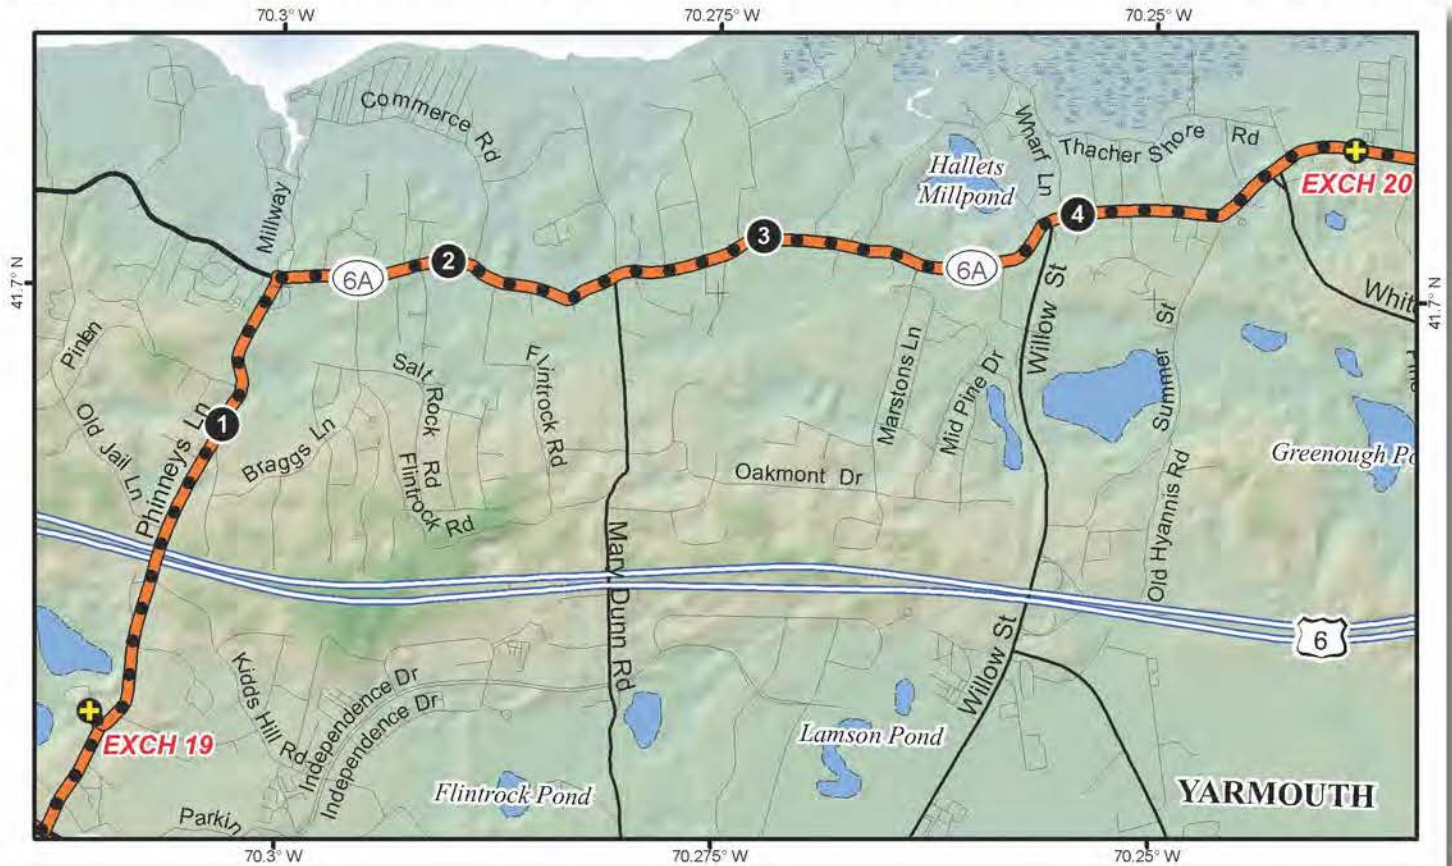 70.3° W
70.275° W
70.25° W
41.7° N
41.7° N
Commerce Rd
Millway
Hallets
Millpond
Wharf Ln
Thacher Shore Rd
EXCH 20
4
3
2
6A
6A
Willow St
Summer St
Salt Rock Rd
Flintrock Rd
Marstons Ln
Mid Pine Dr
Old Jail Ln
Phinneys Ln
1
Braggs Ln
Flintrock Rd
Oakmont Dr
Greenough
Old Hyannis Rd
Mary Dunn Rd
6
Willow St
Kidds Hill Rd
Independence Dr
Independence Dr
EXCH 19
Lamson Pond
Flintrock Pond
YARMOUTH
Parkin
70.3° W
70.275° W
70.25° W